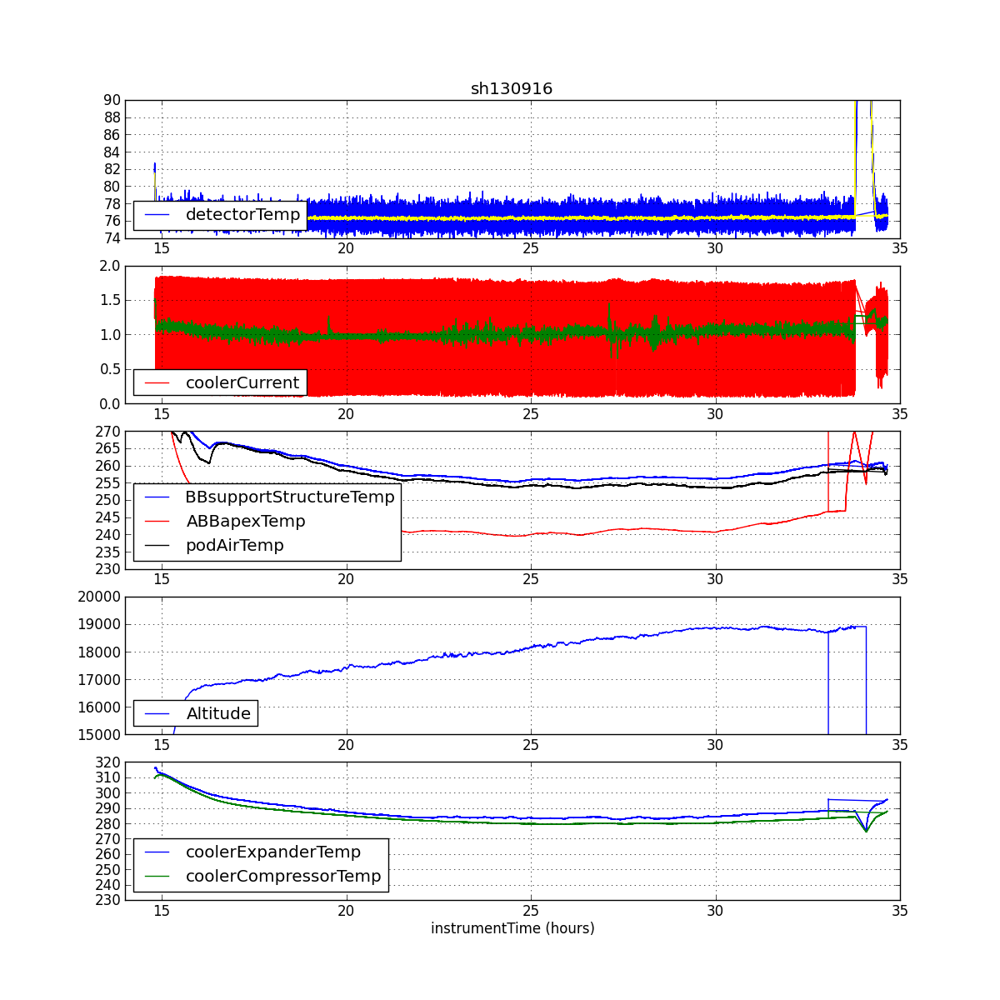 sh130916
90
88
86
84
82
80
78
76
74
detectorTemp
15 20 25 30 35
2.0
1.5
1.0
0.5
0.0
coolerCurrent
15 20 25 30 35
270
265
260
255
250
245
240
235
230
BBsupportStructureTemp
ABBapexTemp
podAirTemp
15 20 25 30 35
20000
19000
18000
17000
16000
15000
Altitude
15 20 25 30 35
320
310
300
290
280
270
260
250
240
230
coolerExpanderTemp
coolerCompressorTemp
15 20 25 30 35
instrumentTime (hours)